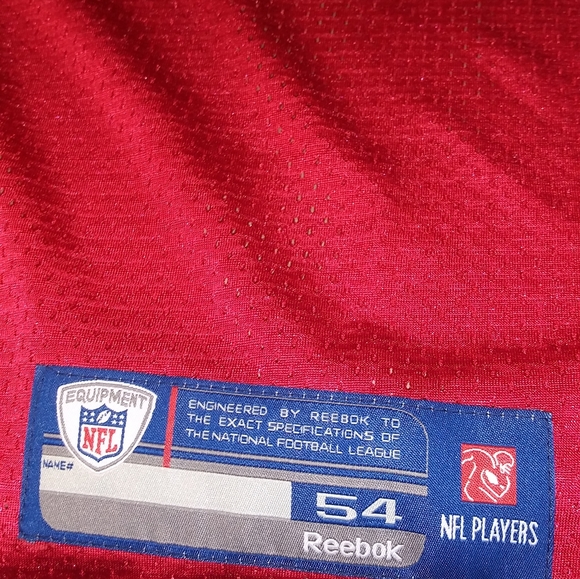 EQUIPMENT
NFL
ENGINEERED BY REEBOK TO
THE EXACT SPECIFICATIONS OF
THE NATIONAL FOOTBALL LEAGUE
NAME#
54
Reebok
NFL PLAYERS